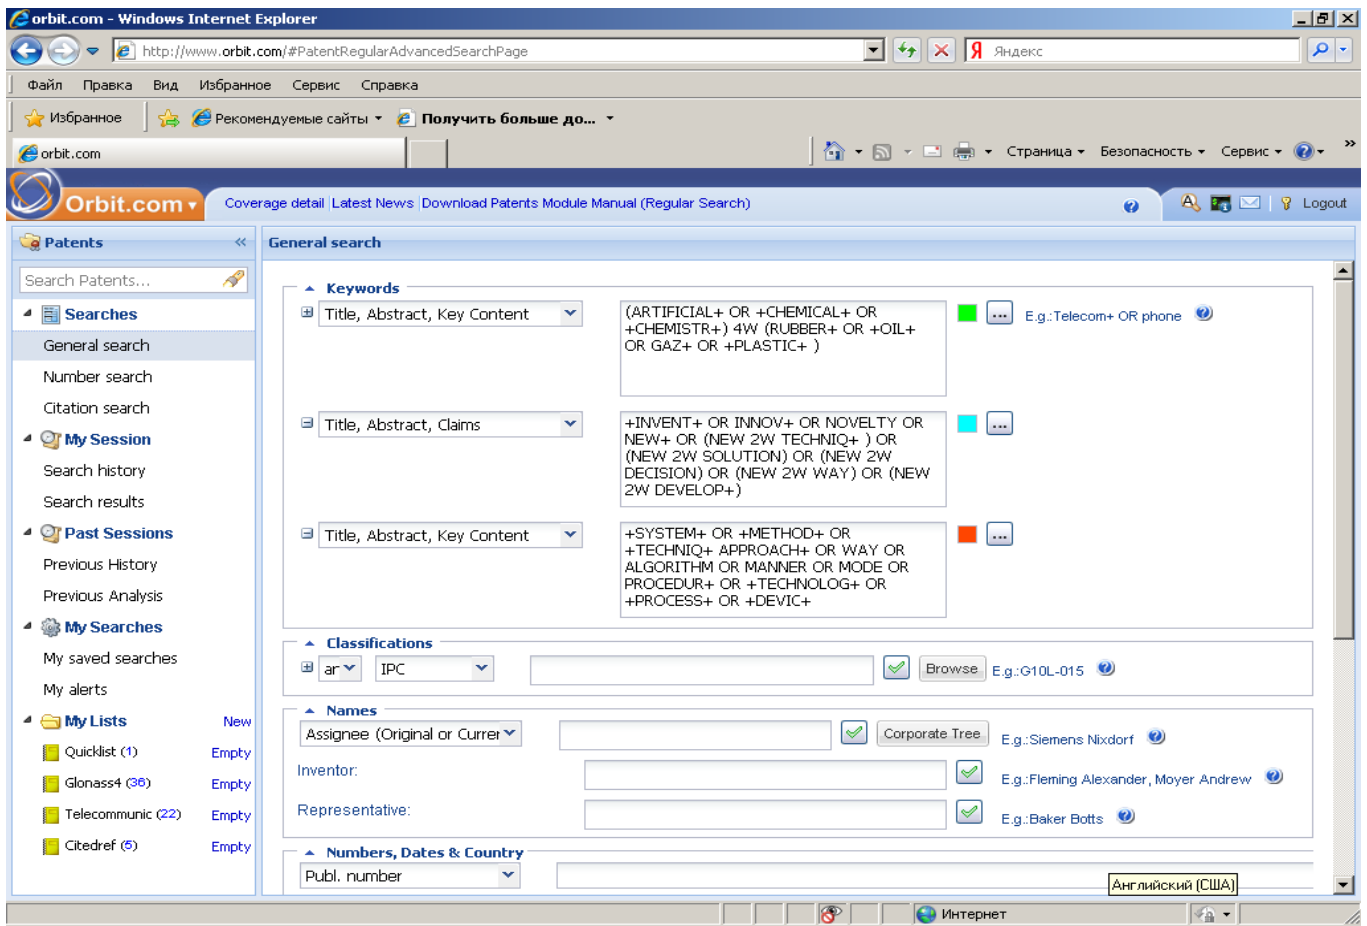 orbit.com - Windows Internet Explorer
http://www.orbit.com/#PatentRegularAdvancedSearchPage
Яндекс
Файл Правка Вид Избранное Сервис Справка
Избранное Рекомендуемые сайты Получить больше до...
orbit.com Страница Безопасность Сервис »
Orbit.com Coverage detail |Latest News |Download Patents Module Manual (Regular Search) Logout
Patents «
General search
Search Patents...
Searches
General search
Number search
Citation search
My Session
Search history
Search results
Past Sessions
Previous History
Previous Analysis
My Searches
My saved searches
My alerts
My Lists New
Quicklist (1) Empty
Glonass4 (36) Empty
Telecommunic (22) Empty
Citedref (5) Empty
Keywords
Title, Abstract, Key Content
(ARTIFICIAL+ OR +CHEMICAL+ OR
+CHEMISTR+) 4W (RUBBER+ OR +OIL+
OR GAZ+ OR +PLASTIC+ )
... E.g.:Telecom+ OR phone
Title, Abstract, Claims
+INVENT+ OR INNOV+ OR NOVELTY OR
NEW+ OR (NEW 2W TECHNIQ+ ) OR
(NEW 2W SOLUTION) OR (NEW 2W
DECISION) OR (NEW 2W WAY) OR (NEW
2W DEVELOP+)
...
Title, Abstract, Key Content
+SYSTEM+ OR +METHOD+ OR
+TECHNIQ+ APPROACH+ OR WAY OR
ALGORITHM OR MANNER OR MODE OR
PROCEDUR+ OR +TECHNOLOG+ OR
+PROCESS+ OR +DEVIC+
...
Classifications
ar IPC Browse E.g.:G10L-015
Names
Assignee (Original or Currer Corporate Tree E.g.:Siemens Nixdorf
Inventor: E.g.:Fleming Alexander, Moyer Andrew
Representative: E.g.:Baker Botts
Numbers, Dates & Country
Publ. number
Английский (США)
Интернет